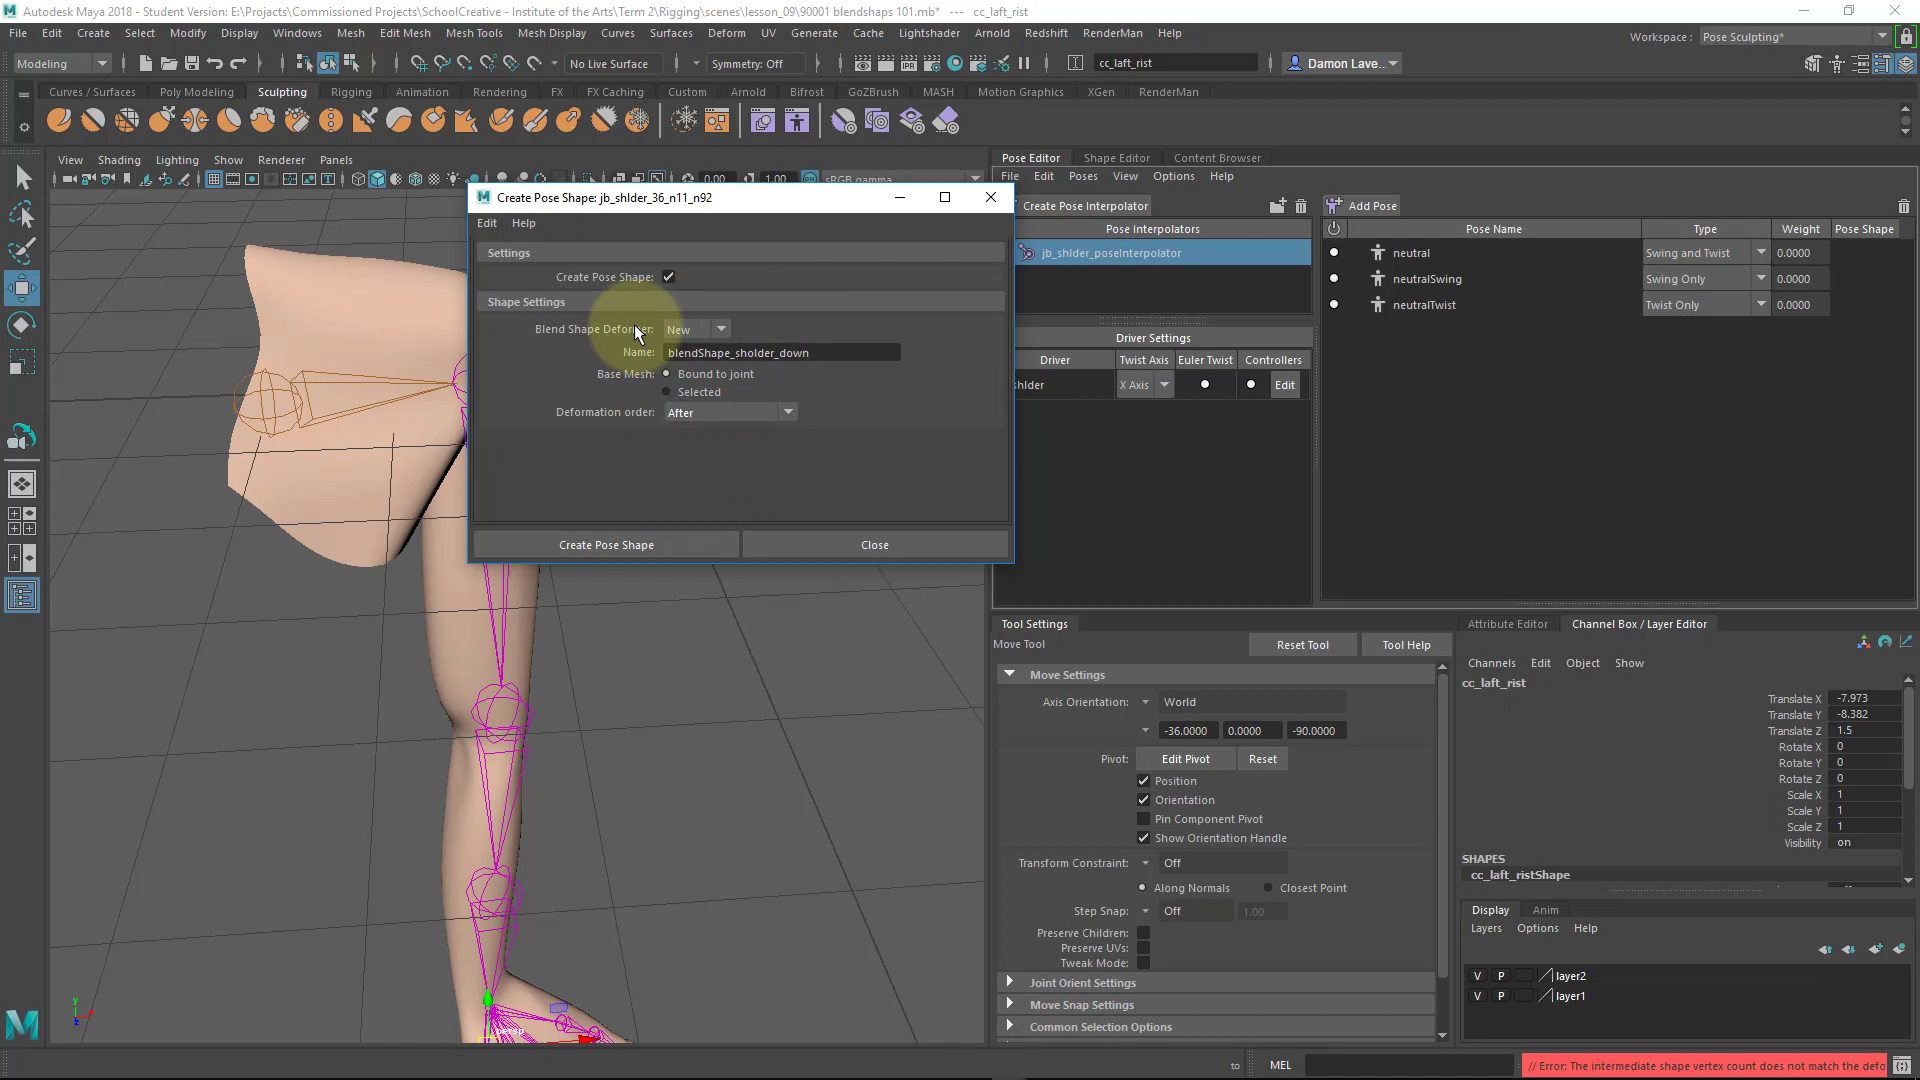 Autodesk Maya 2018 - Student Version: E:\Projects\Commissioned Projects\SchoolCreative - Institute of the Arts\Term 2\Rigging\scenes\lesson_09\90001 blendshaps 101.mb* --- cc_laft_rist
File Edit Create Select Modify Display Windows Mesh Edit Mesh Mesh Tools Mesh Display Curves Surfaces Deform UV Generate Cache Lightshader Arnold Redshift RenderMan Help
Workspace : Pose Sculpting*
Modeling No Live Surface Symmetry: Off cc_laft_rist Damon Lave...
Curves / Surfaces Poly Modeling Sculpting Rigging Animation Rendering FX FX Caching Custom Arnold Bifrost GoZBrush MASH Motion Graphics XGen RenderMan
View Shading Lighting Show Renderer Panels
0.00 1.00 sRGB gamma
Create Pose Shape: jb_shlder_36_n11_n92
Edit Help
Settings
Create Pose Shape:
Shape Settings
Blend Shape Deformer: New
Name: blendShape_sholder_down
Base Mesh: Bound to joint
Selected
Deformation order: After
Create Pose Shape Close
persp
Pose Editor Shape Editor Content Browser
File Edit Poses View Options Help
Create Pose Interpolator Add Pose
Pose Interpolators Pose Name Type Weight Pose Shape
jb_shlder_poseInterpolator neutral Swing and Twist 0.0000
neutralSwing Swing Only 0.0000
neutralTwist Twist Only 0.0000
Driver Settings
Driver Twist Axis Euler Twist Controllers
shlder X Axis Edit
Tool Settings
Move Tool Reset Tool Tool Help
Move Settings
Axis Orientation: World
-36.0000 0.0000 -90.0000
Pivot: Edit Pivot Reset
Position
Orientation
Pin Component Pivot
Show Orientation Handle
Transform Constraint: Off
Along Normals Closest Point
Step Snap: Off 1.00
Preserve Children:
Preserve UVs:
Tweak Mode:
Joint Orient Settings
Move Snap Settings
Common Selection Options
Attribute Editor Channel Box / Layer Editor
Channels Edit Object Show
cc_laft_rist
Translate X -7.973
Translate Y -8.382
Translate Z 1.5
Rotate X 0
Rotate Y 0
Rotate Z 0
Scale X 1
Scale Y 1
Scale Z 1
Visibility on
SHAPES
cc_laft_ristShape
Display Anim
Layers Options Help
V P layer2
V P layer1
to MEL // Error: The intermediate shape vertex count does not match the defo